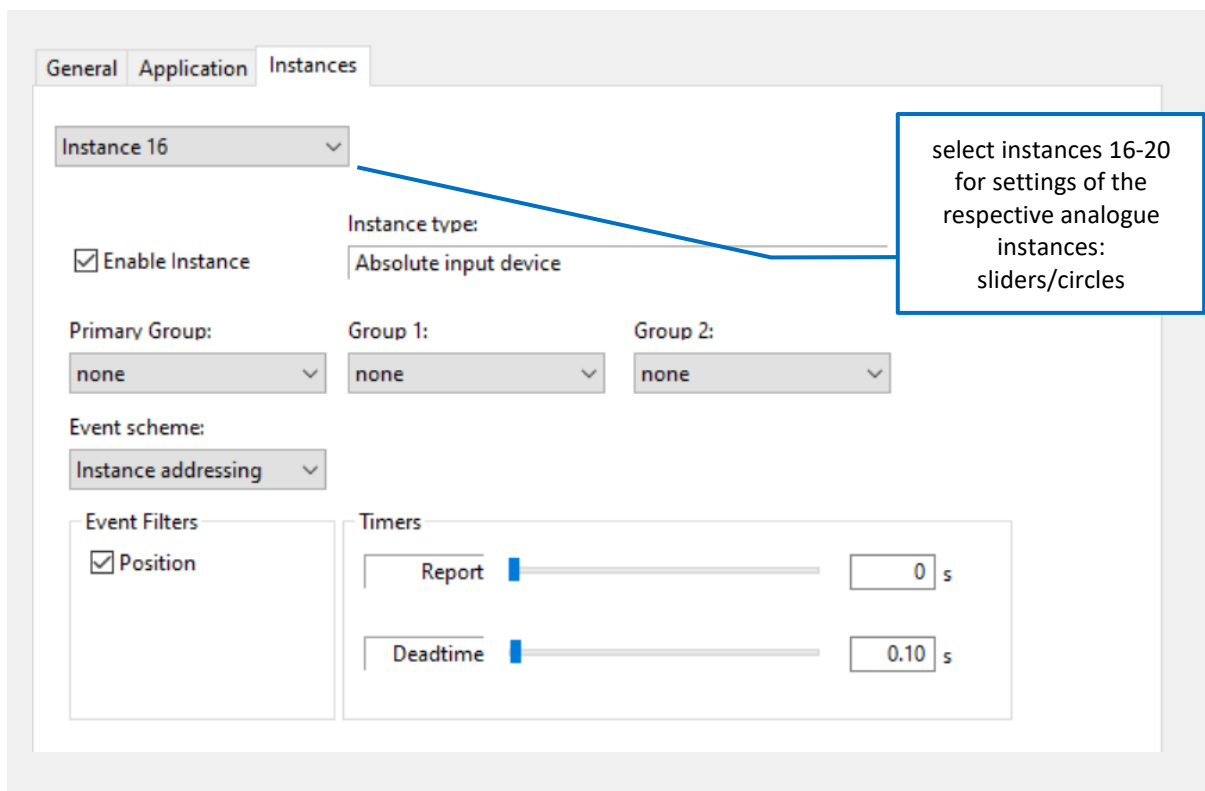 General Application Instances
Instance 16
select instances 16-20
for settings of the
respective analogue
instances:
sliders/circles
Instance type:
Enable Instance
Absolute input device
Primary Group: Group 1: Group 2:
none none none
Event scheme:
Instance addressing
Event Filters Timers
Position
Report 0 s
Deadtime 0.10 s